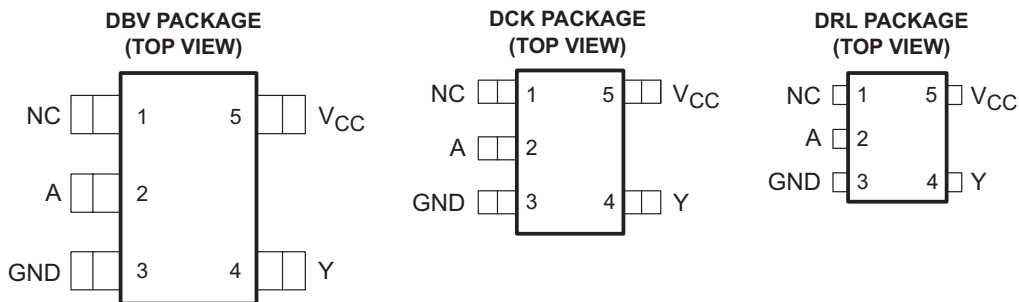 DBV PACKAGE
(TOP VIEW)
NC 1 5 VCC
A 2
GND 3 4 Y
DCK PACKAGE
(TOP VIEW)
NC 1 5 VCC
A 2
GND 3 4 Y
DRL PACKAGE
(TOP VIEW)
NC 1 5 VCC
A 2
GND 3 4 Y